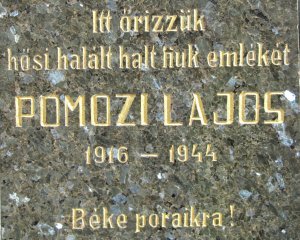 Itt őrizzük
hősi halált halt fiuk emlékét
POMOZI LAJOS
1916 – 1944
Béke poraikra!